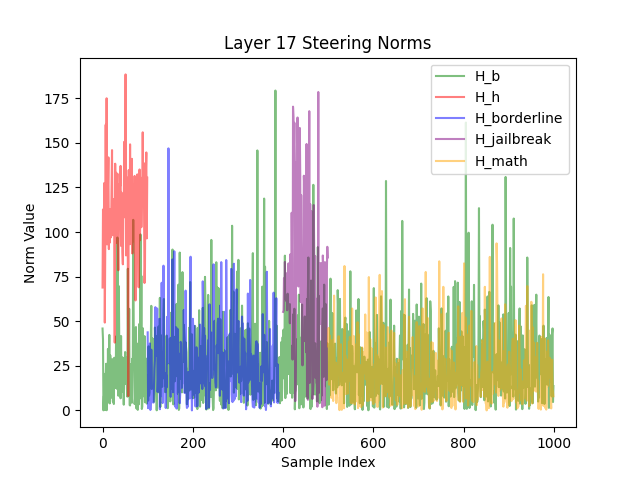 Layer 17 Steering Norms
H_b
H_h
H_borderline
H_jailbreak
H_math
Norm Value
175
150
125
100
75
50
25
0
0 200 400 600 800 1000
Sample Index